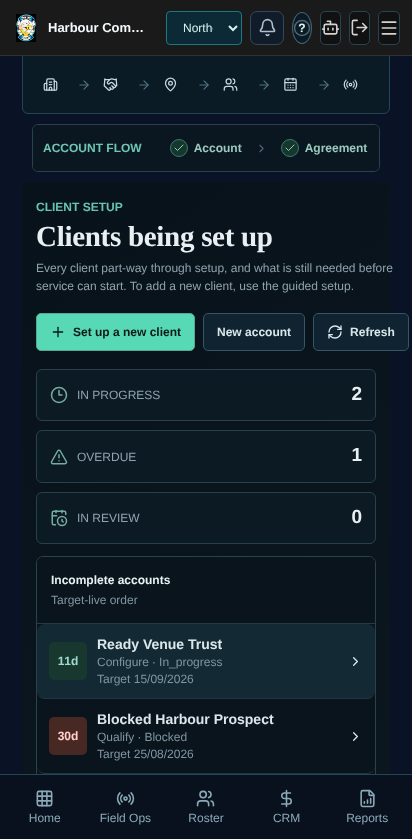 Harbour Com...
North
?
ACCOUNT FLOW
Account
Agreement
CLIENT SETUP
Clients being set up
Every client part-way through setup, and what is still needed before
service can start. To add a new client, use the guided setup.
Set up a new client
New account
Refresh
IN PROGRESS
2
OVERDUE
1
IN REVIEW
0
Incomplete accounts
Target-live order
11d
Ready Venue Trust
Configure · In_progress
Target 15/09/2026
30d
Blocked Harbour Prospect
Qualify · Blocked
Target 25/08/2026
Home
Field Ops
Roster
CRM
Reports